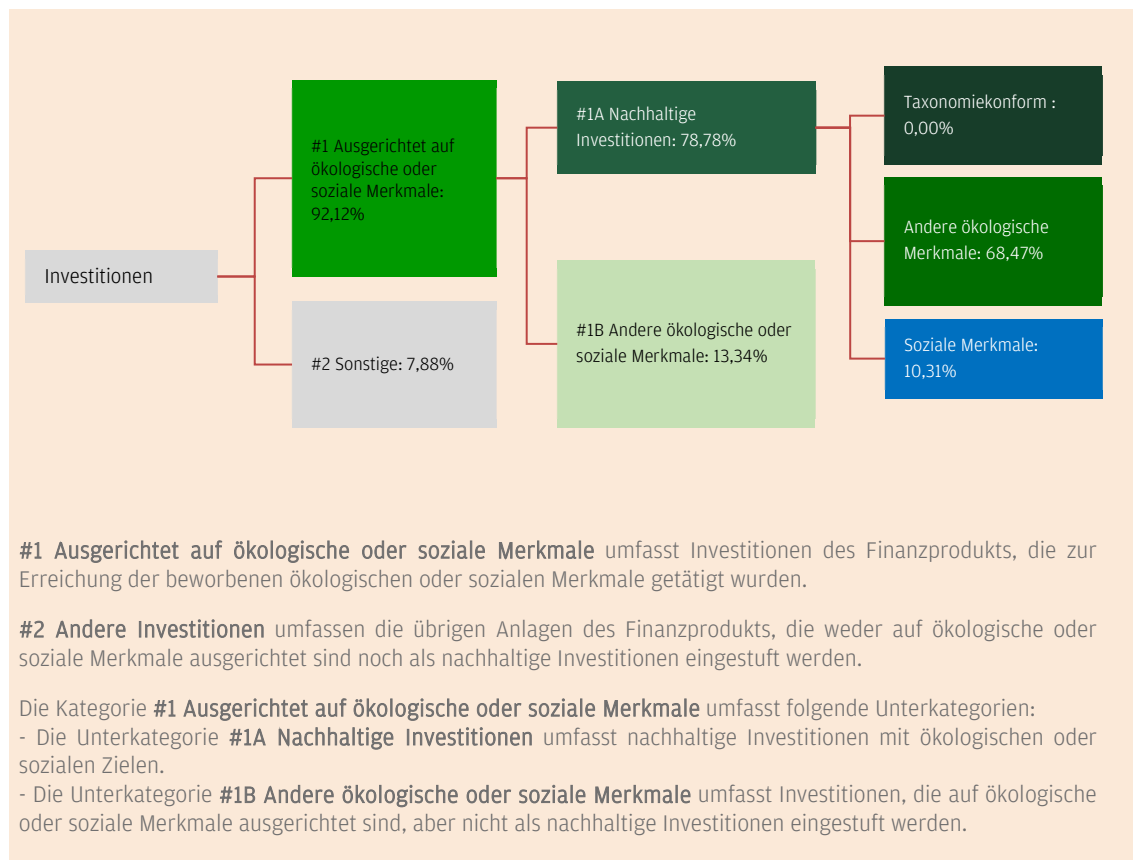 Investitionen
#1 Ausgerichtet auf
ökologische oder
soziale Merkmale:
92,12%
#2 Sonstige: 7,88%
#1A Nachhaltige
Investitionen: 78,78%
#1B Andere ökologische oder
soziale Merkmale: 13,34%
Taxonomiekonform :
0,00%
Andere ökologische
Merkmale: 68,47%
Soziale Merkmale:
10,31%
#1 Ausgerichtet auf ökologische oder soziale Merkmale umfasst Investitionen des Finanzprodukts, die zur
Erreichung der beworbenen ökologischen oder sozialen Merkmale getätigt wurden.
#2 Andere Investitionen umfassen die übrigen Anlagen des Finanzprodukts, die weder auf ökologische oder
soziale Merkmale ausgerichtet sind noch als nachhaltige Investitionen eingestuft werden.
Die Kategorie #1 Ausgerichtet auf ökologische oder soziale Merkmale umfasst folgende Unterkategorien:
- Die Unterkategorie #1A Nachhaltige Investitionen umfasst nachhaltige Investitionen mit ökologischen oder
sozialen Zielen.
- Die Unterkategorie #1B Andere ökologische oder soziale Merkmale umfasst Investitionen, die auf ökologische
oder soziale Merkmale ausgerichtet sind, aber nicht als nachhaltige Investitionen eingestuft werden.